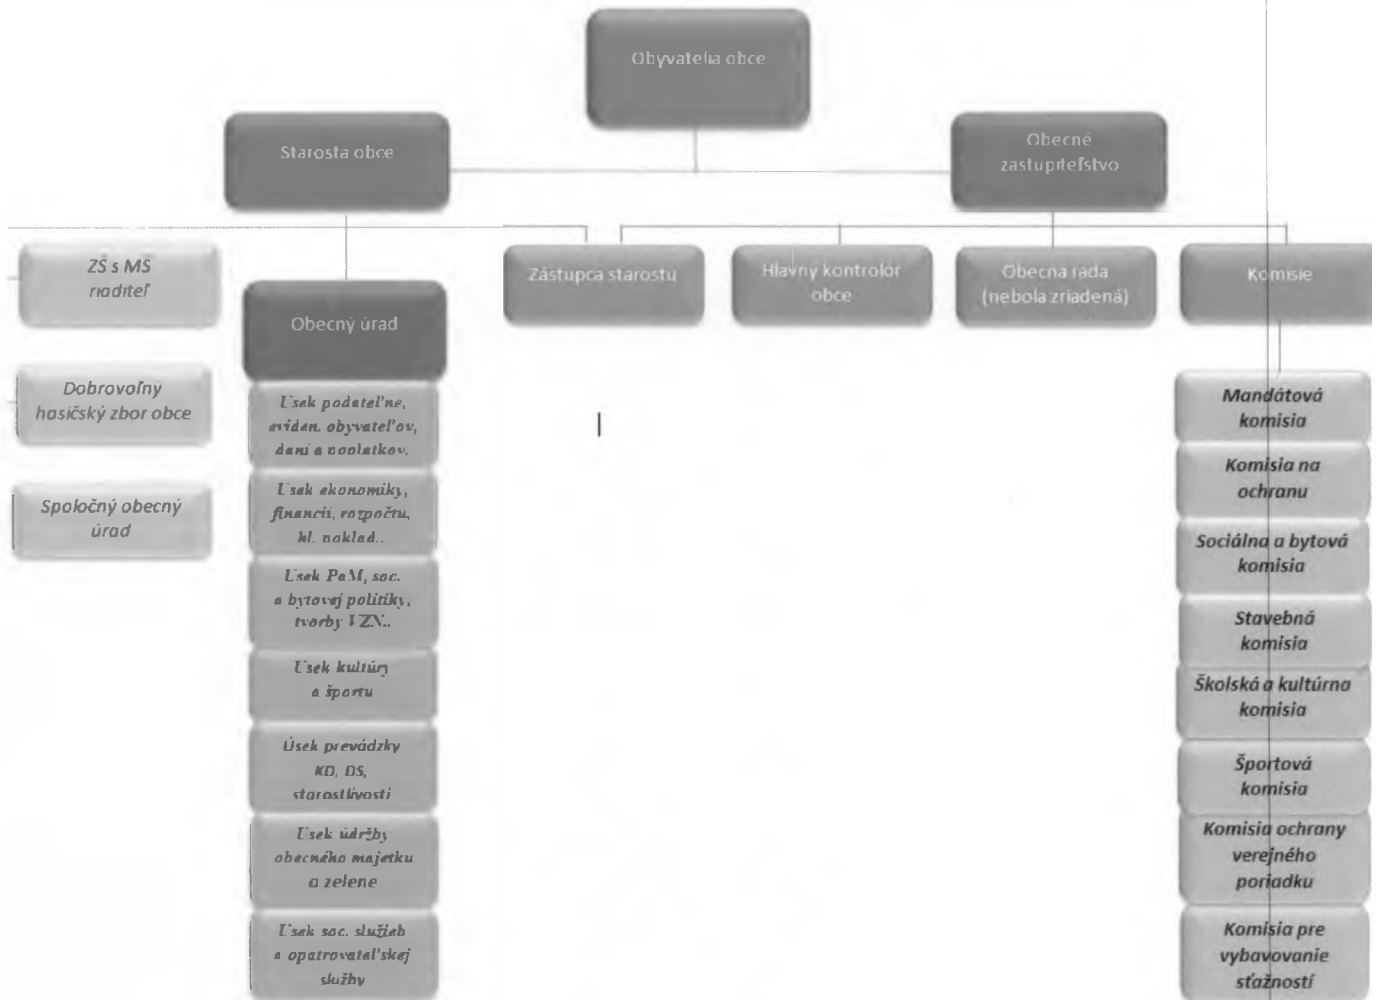 Obyvatelia obce
Starosta obce
Obecné
zastupiteľstvo
ZŠ s MŠ
riaditeľ
Dobrovoľný
hasičský zbor obce
Spoločný obecný
úrad
Obecný úrad
Úsek podateľne,
eviden. obyvateľov,
daní a poplatkov.
Úsek ekonomiky,
financií, rozpočtu,
hl. poklad..
Úsek PaM, soc.
a bytovej politiky,
tvorby VZN..
Úsek kultúry
a športu
Úsek prevádzky
KD, DS,
starostlivosti
Úsek údržby
obecného majetku
a zelene
Úsek soc. služieb
a opatrovateľskej
služby
Zástupca starostu
Hlavný kontrolór
obce
Obecná rada
(nebola zriadená)
Komisie
Mandátová
komisia
Komisia na
ochranu
Sociálna a bytová
komisia
Stavebná
komisia
Školská a kultúrna
komisia
Športová
komisia
Komisia ochrany
verejného
poriadku
Komisia pre
vybavovanie
sťažností